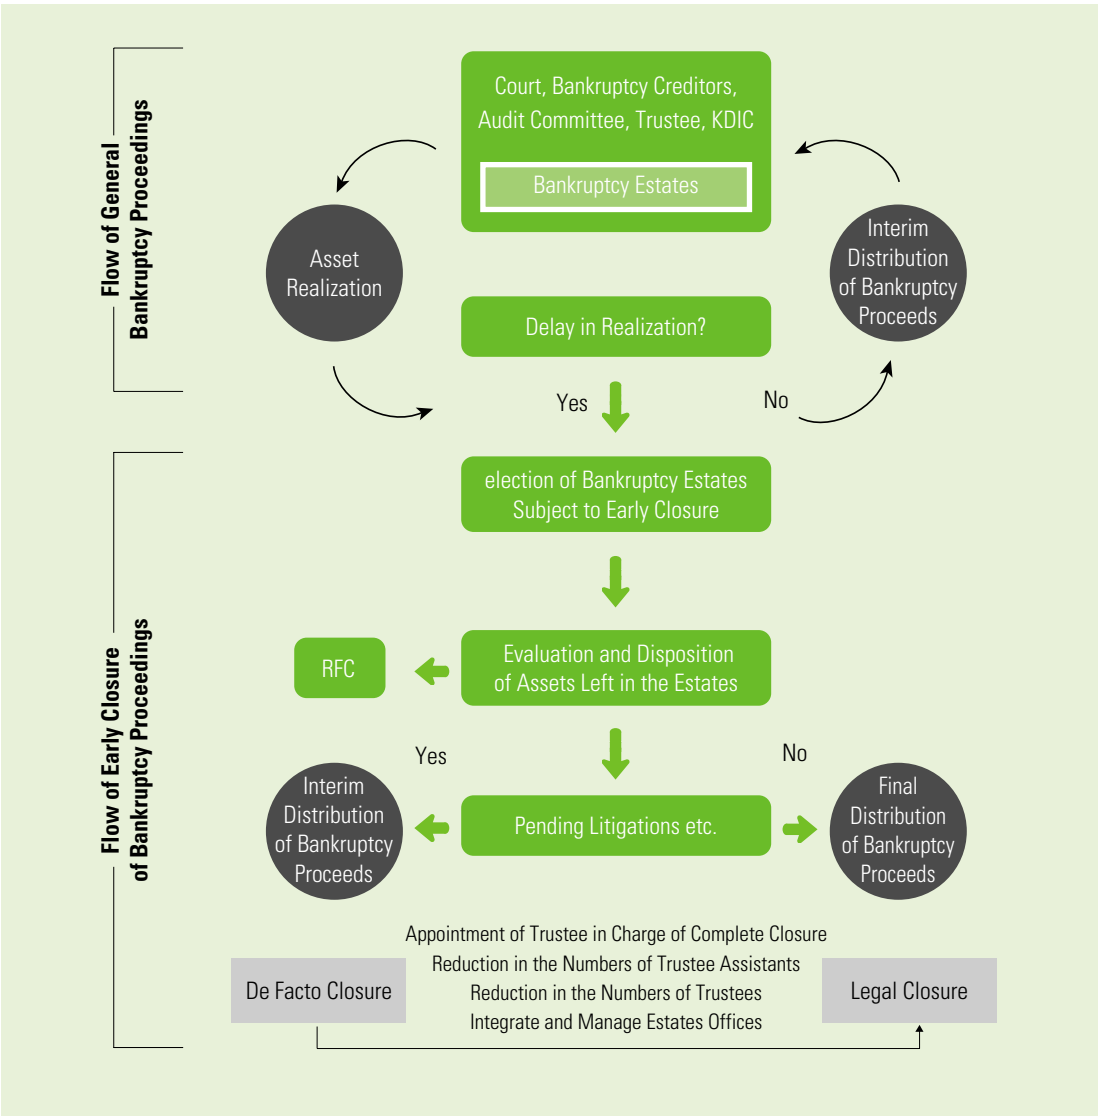 Flow of General
Bankruptcy Proceedings
Court, Bankruptcy Creditors,
Audit Committee, Trustee, KDIC
Bankruptcy Estates
Asset
Realization
Interim
Distribution
of Bankruptcy
Proceeds
Delay in Realization?
Yes
No
Flow of Early Closure
of Bankruptcy Proceedings
election of Bankruptcy Estates
Subject to Early Closure
Evaluation and Disposition
of Assets Left in the Estates
RFC
Yes
No
Interim
Distribution
of Bankruptcy
Proceeds
Pending Litigations etc.
Final
Distribution
of Bankruptcy
Proceeds
Appointment of Trustee in Charge of Complete Closure
Reduction in the Numbers of Trustee Assistants
Reduction in the Numbers of Trustees
Integrate and Manage Estates Offices
De Facto Closure
Legal Closure